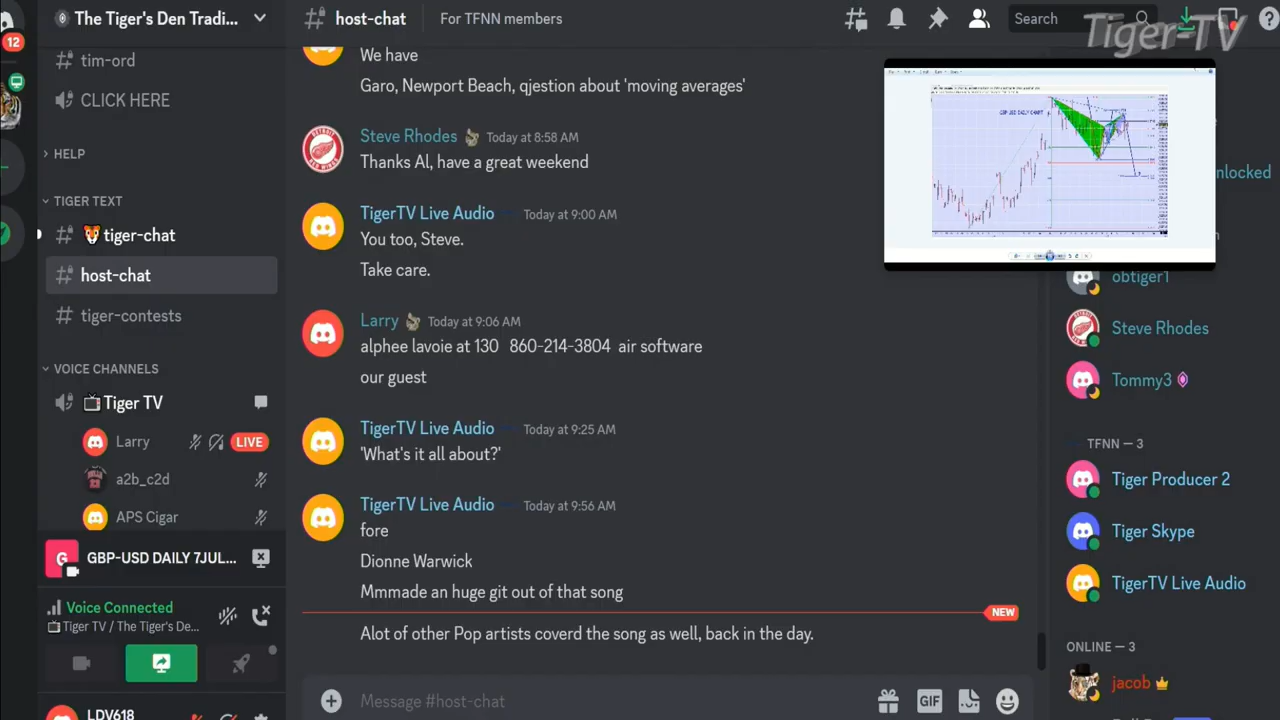 The Tiger's Den Tradi...
host-chat
For TFNN members
Search
Tiger-TV
12
tim-ord
CLICK HERE
HELP
TIGER TEXT
tiger-chat
host-chat
tiger-contests
VOICE CHANNELS
Tiger TV
Larry
LIVE
a2b_c2d
APS Cigar
G
GBP-USD DAILY 7JUL...
Voice Connected
Tiger TV / The Tiger's De...
LDV618
We have
Garo, Newport Beach, qjestion about 'moving averages'
Steve Rhodes Today at 8:58 AM
Thanks Al, have a great weekend
TigerTV Live Audio Today at 9:00 AM
You too, Steve.
Take care.
Larry Today at 9:06 AM
alphee lavoie at 130 860-214-3804 air software
our guest
TigerTV Live Audio Today at 9:25 AM
'What's it all about?'
TigerTV Live Audio Today at 9:56 AM
fore
Dionne Warwick
Mmmade an huge git out of that song
NEW
Alot of other Pop artists coverd the song as well, back in the day.
Message #host-chat
GIF
GBP USD DAILY CHART
nlocked
obtiger1
Steve Rhodes
Tommy3
TFNN — 3
Tiger Producer 2
Tiger Skype
TigerTV Live Audio
ONLINE — 3
jacob